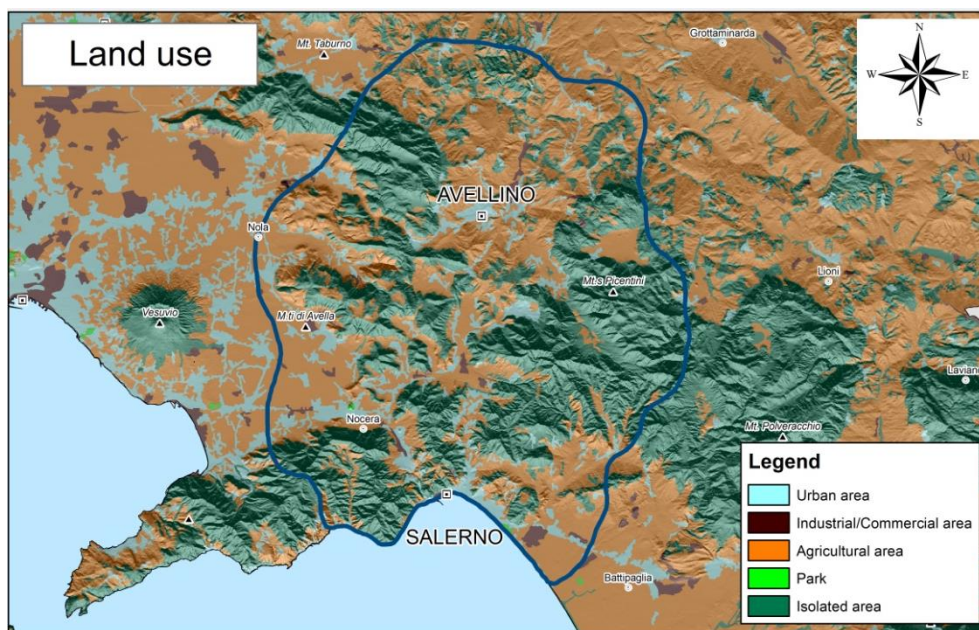 Land use
Mt. Taburno
Grottaminarda
N
W
E
S
AVELLINO
Nola
Lioni
Mt.s Picentini
Vesuvio
M.ti di Avella
Laviano
Nocera
Mt. Polveracchio
SALERNO
Battipaglia
Legend
Urban area
Industrial/Commercial area
Agricultural area
Park
Isolated area